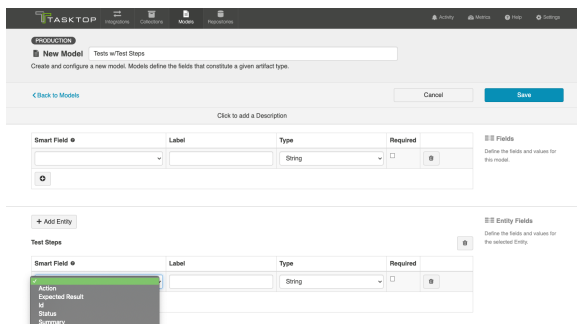 TASKTOP
Integrations
Collections
Models
Repositories
Activity
Metrics
Help
Settings
PRODUCTION
New Model
Tests w/Test Steps
Create and configure a new model. Models define the fields that constitute a given artifact type.
Back to Models
Cancel
Save
Click to add a Description
Smart Field Label Type Required
String
Fields
Define the fields and values for
this model.
+ Add Entity
Test Steps
Entity Fields
Define the fields and values for
the selected Entity.
Smart Field Label Type Required
String
Action
Expected Result
Id
Status
Summary